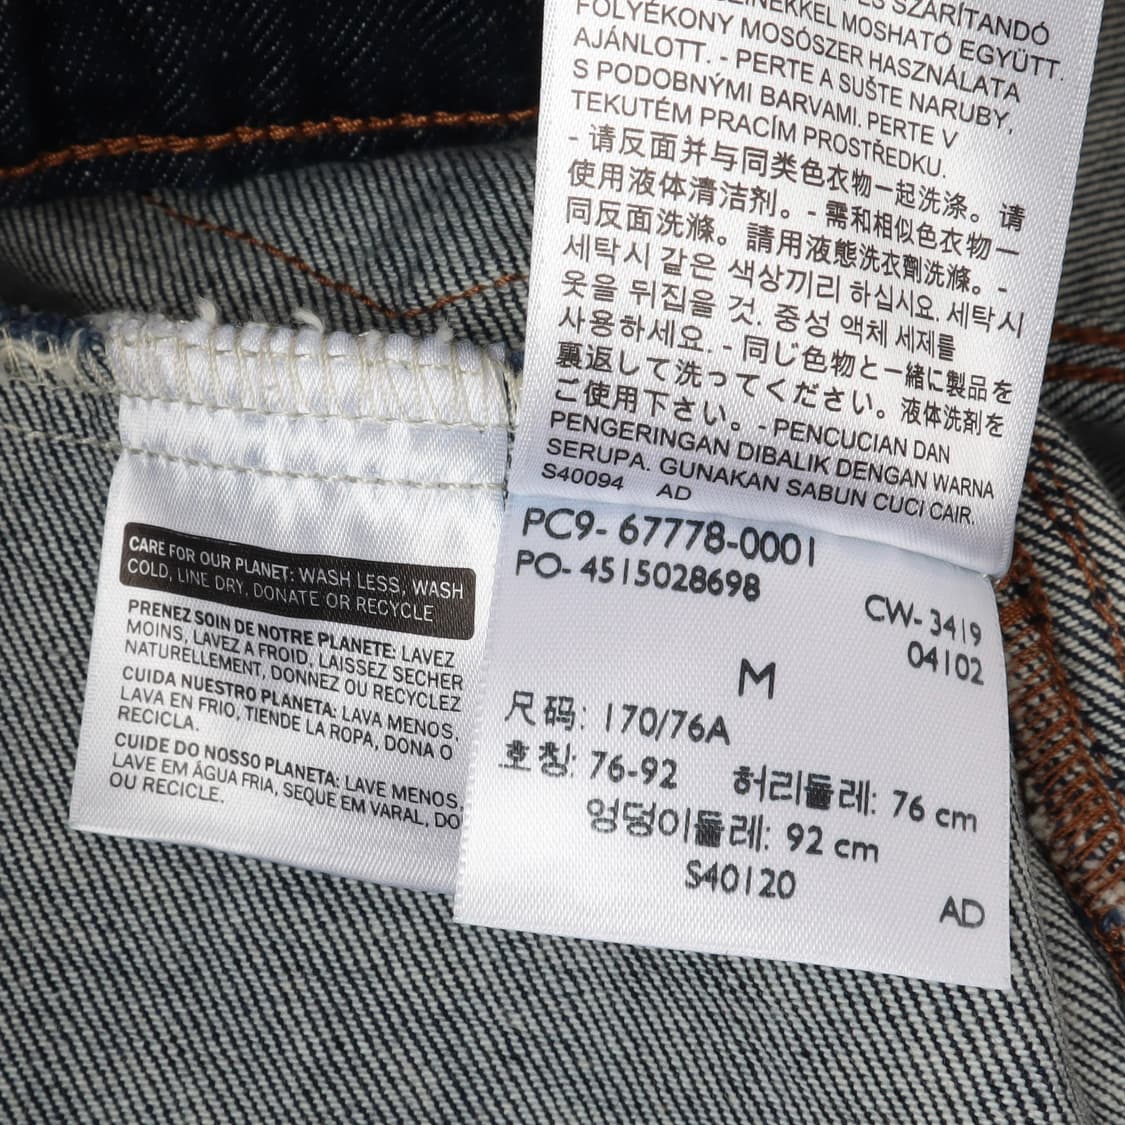 ÉS SZÁRÍTANDÓ
SZÍNEKKEL MOSHATÓ EGYÜTT.
FOLYÉKONY MOSÓSZER HASZNÁLATA
AJÁNLOTT. - PERTE A SUŠTE NARUBY,
S PODOBNÝMI BARVAMI. PERTE V
TEKUTÉM PRACÍM PROSTŘEDKU.
- 请反面并与同类色衣物一起洗涤。 请
使用液体清洁剂。- 需和相似色衣物一
同反面洗滌。請用液態洗衣劑洗滌。-
세탁시 같은 색상끼리 하십시요. 세탁시
옷을 뒤집을 것. 중성 액체 세제를
사용하세요. - 同じ色物と一緒に製品を
裏返して洗ってください。液体洗剤を
ご使用下さい。- PENCUCIAN DAN
PENGERINGAN DIBALIK DENGAN WARNA
SERUPA. GUNAKAN SABUN CUCI CAIR.
S40094 AD
CARE FOR OUR PLANET: WASH LESS, WASH
COLD, LINE DRY, DONATE OR RECYCLE
PRENEZ SOIN DE NOTRE PLANETE: LAVEZ
MOINS, LAVEZ A FROID, LAISSEZ SECHER
NATURELLEMENT, DONNEZ OU RECYCLEZ
CUIDA NUESTRO PLANETA: LAVA MENOS,
LAVA EN FRIO, TIENDE LA ROPA, DONA O
RECICLA.
CUIDE DO NOSSO PLANETA: LAVE MENOS,
LAVE EM ÁGUA FRIA, SEQUE EM VARAL, DO
OU RECICLE.
PC9- 67778-0001
PO- 4515028698
CW- 3419
04102
M
尺码: 170/76A
호칭: 76-92 허리둘레: 76 cm
엉덩이둘레: 92 cm
S40120
AD